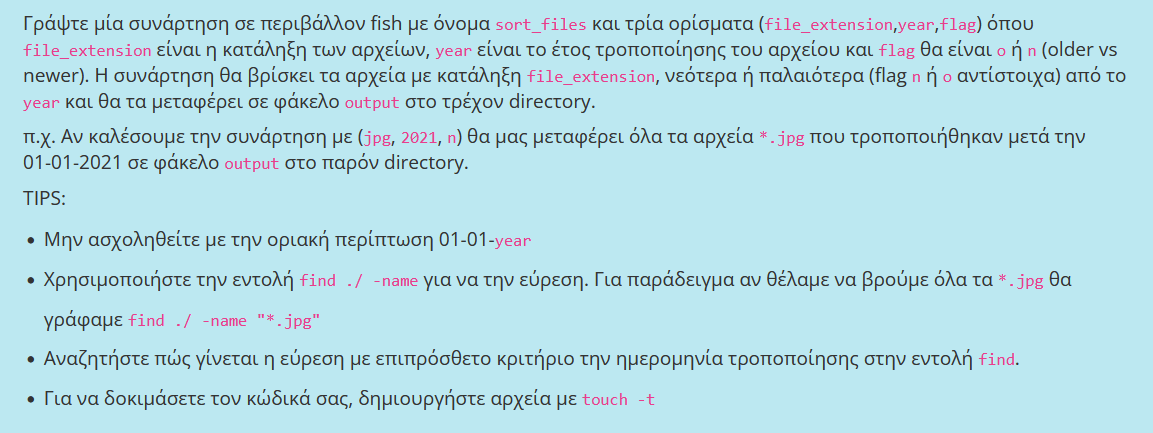 Γράψτε μία συνάρτηση σε περιβάλλον fish με όνομα sort_files και τρία ορίσματα (file_extension,year,flag) όπου
file_extension είναι η κατάληξη των αρχείων, year είναι το έτος τροποποίησης του αρχείου και flag θα είναι o ή n (older vs
newer). Η συνάρτηση θα βρίσκει τα αρχεία με κατάληξη file_extension, νεότερα ή παλαιότερα (flag n ή o αντίστοιχα) από το
year και θα τα μεταφέρει σε φάκελο output στο τρέχον directory.
π.χ. Αν καλέσουμε την συνάρτηση με (jpg, 2021, n) θα μας μεταφέρει όλα τα αρχεία *.jpg που τροποποιήθηκαν μετά την
01-01-2021 σε φάκελο output στο παρόν directory.
TIPS:
• Μην ασχοληθείτε με την οριακή περίπτωση 01-01-year
• Χρησιμοποιήστε την εντολή find ./ -name για να την εύρεση. Για παράδειγμα αν θέλαμε να βρούμε όλα τα *.jpg θα
γράφαμε find ./ -name "*.jpg"
• Αναζητήστε πώς γίνεται η εύρεση με επιπρόσθετο κριτήριο την ημερομηνία τροποποίησης στην εντολή find.
• Για να δοκιμάσετε τον κώδικά σας, δημιουργήστε αρχεία με touch -t